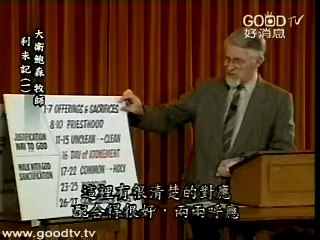 GOOD TV
好消息
大衛鮑森牧師
利未記(一)
1-7 OFFERINGS & SACRIFICES
8-10 PRIESTHOOD
11-15 UNCLEAN→CLEAN
16 DAY of ATONEMENT
17-22 COMMON→HOLY
23-25
26-27
JUSTIFICATION
WAY TO GOD
WALK WITH GOD
SANCTIFICATION
這裡有很清楚的對應
配合得很好，兩兩呼應
www.goodtv.tv